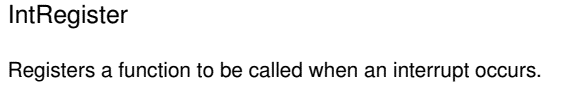 IntRegister
Registers a function to be called when an interrupt occurs.